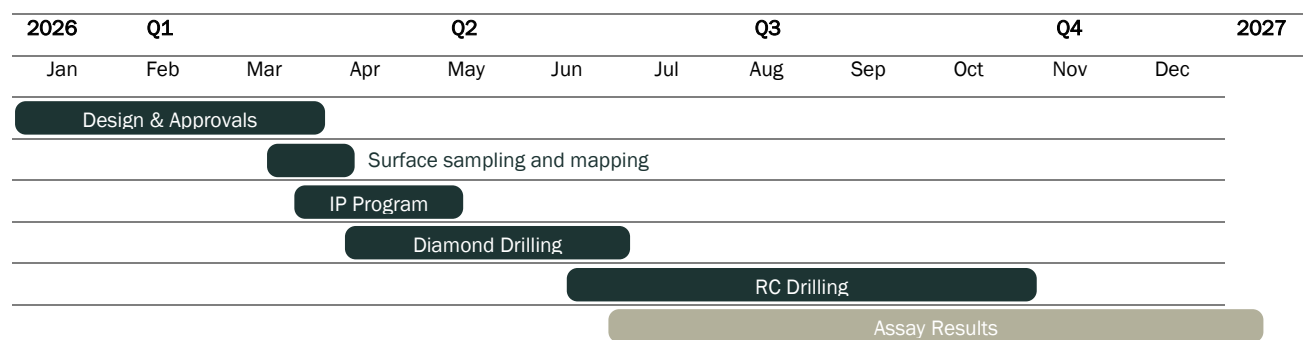 2026 Q1 Q2 Q3 Q4 2027
Jan Feb Mar Apr May Jun Jul Aug Sep Oct Nov Dec
Design & Approvals
Surface sampling and mapping
IP Program
Diamond Drilling
RC Drilling
Assay Results